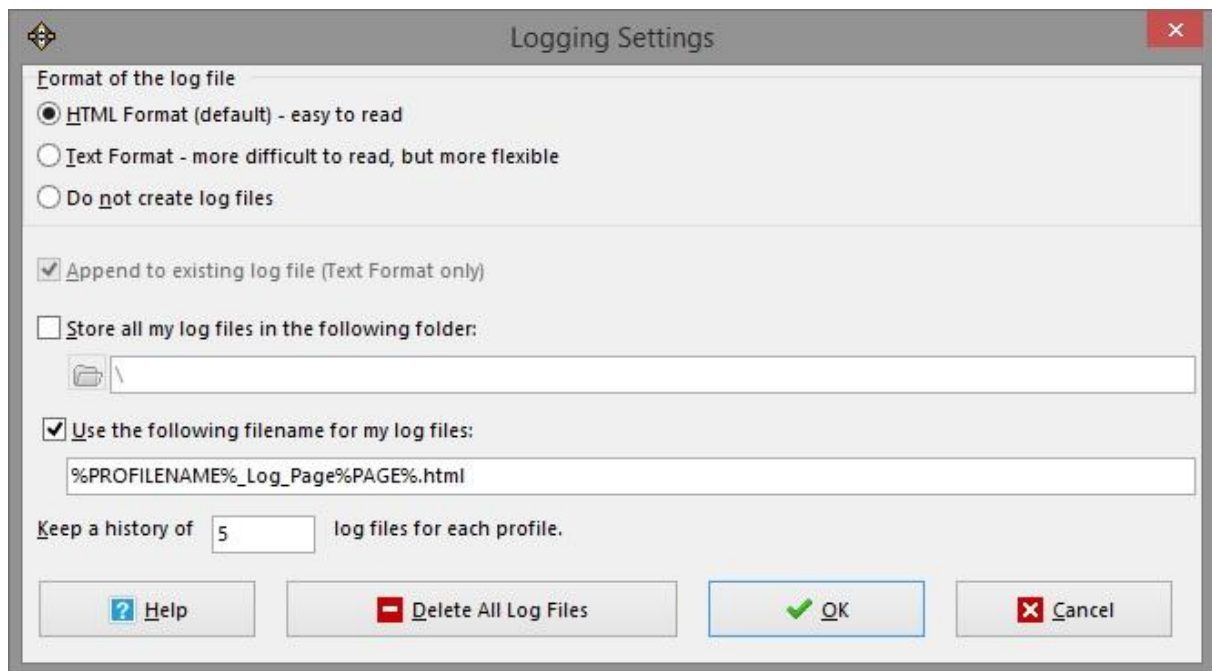 Logging Settings
Format of the log file
HTML Format (default) - easy to read
Text Format - more difficult to read, but more flexible
Do not create log files
Append to existing log file (Text Format only)
Store all my log files in the following folder:
\
Use the following filename for my log files:
%PROFILENAME%_Log_Page%PAGE%.html
Keep a history of 5 log files for each profile.
Help Delete All Log Files OK Cancel